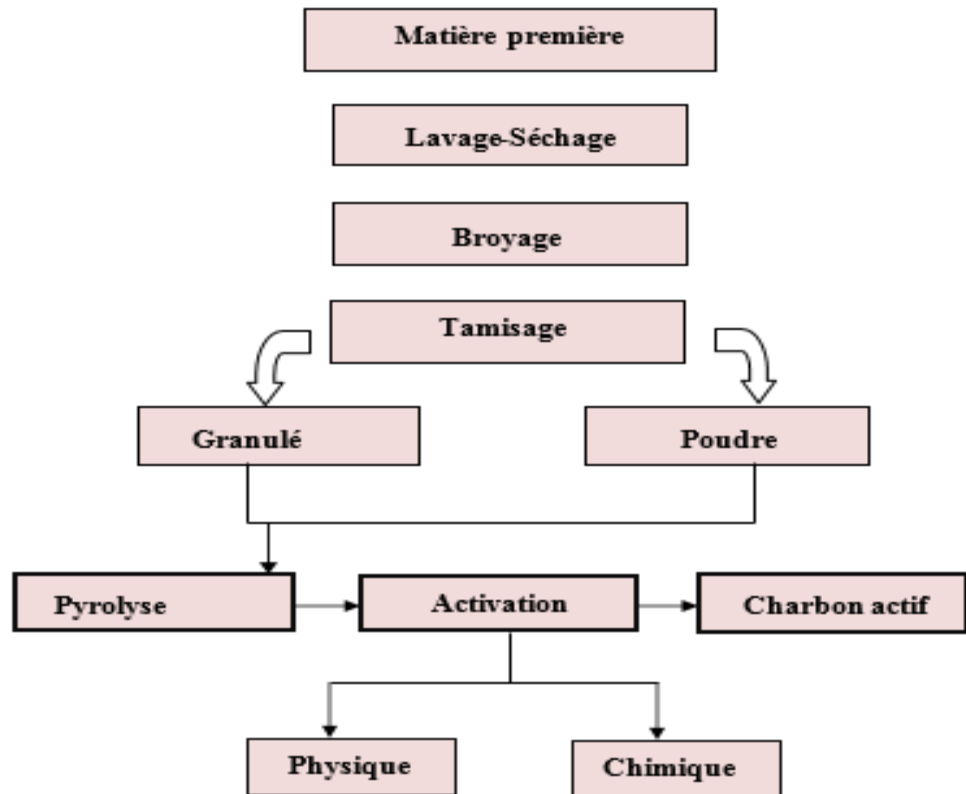 Matière première
Lavage-Séchage
Broyage
Tamisage
Granulé
Poudre
Pyrolyse
Activation
Charbon actif
Physique
Chimique